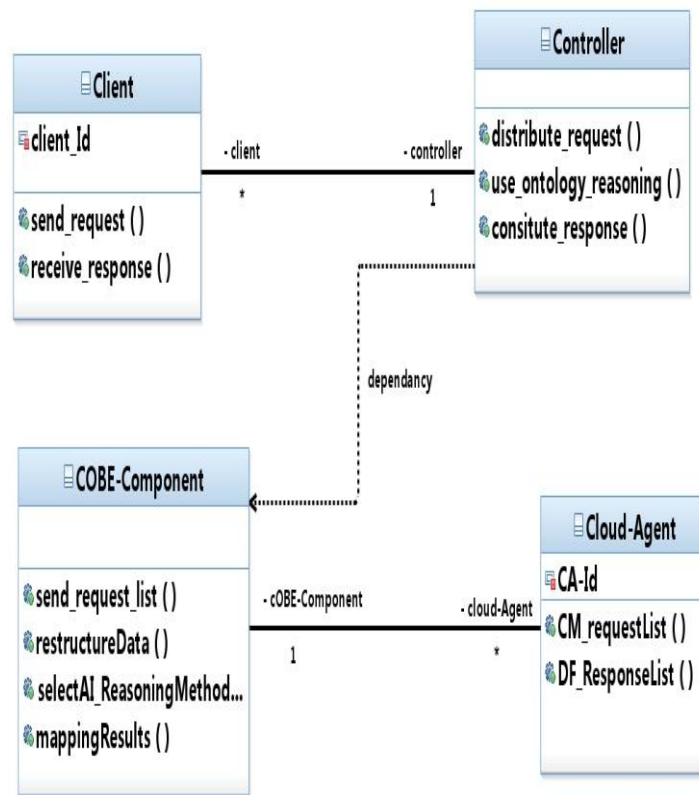 Client
client_Id
send_request ( )
receive_response ( )
- client
*
- controller
1
Controller
distribute_request ( )
use_ontology_reasoning ( )
consitute_response ( )
dependancy
COBE-Component
send_request_list ( )
restructureData ( )
selectAI_ReasoningMethod...
mappingResults ( )
- cOBE-Component
1
- cloud-Agent
*
Cloud-Agent
CA-Id
CM_requestList ( )
DF_ResponseList ( )